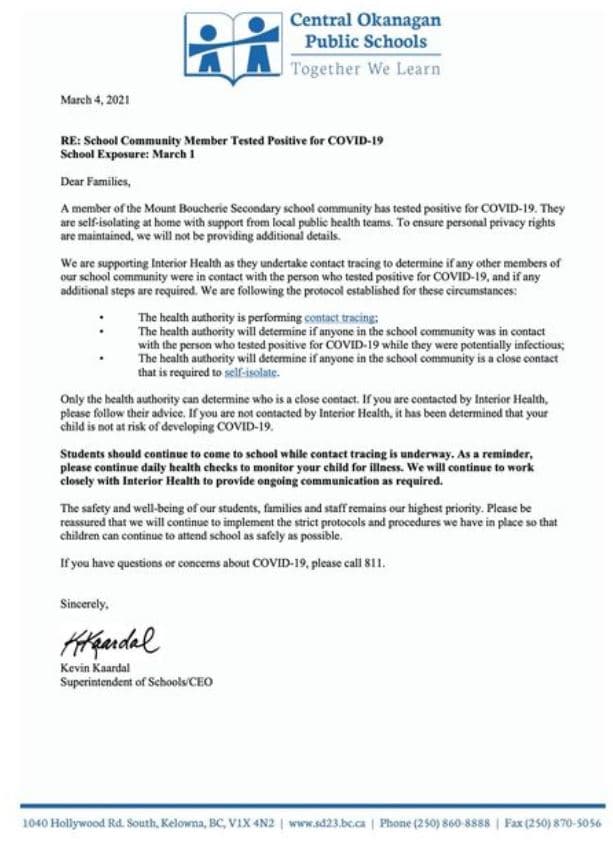 Central Okanagan
Public Schools
Together We Learn
March 4, 2021
RE: School Community Member Tested Positive for COVID-19
School Exposure: March 1
Dear Families,
A member of the Mount Boucherie Secondary school community has tested positive for COVID-19. They
are self-isolating at home with support from local public health teams. To ensure personal privacy rights
are maintained, we will not be providing additional details.
We are supporting Interior Health as they undertake contact tracing to determine if any other members of
our school community were in contact with the person who tested positive for COVID-19, and if any
additional steps are required. We are following the protocol established for these circumstances:
• The health authority is performing contact tracing;
• The health authority will determine if anyone in the school community was in contact
with the person who tested positive for COVID-19 while they were potentially infectious;
• The health authority will determine if anyone in the school community is a close contact
that is required to self-isolate.
Only the health authority can determine who is a close contact. If you are contacted by Interior Health,
please follow their advice. If you are not contacted by Interior Health, it has been determined that your
child is not at risk of developing COVID-19.
Students should continue to come to school while contact tracing is underway. As a reminder,
please continue daily health checks to monitor your child for illness. We will continue to work
closely with Interior Health to provide ongoing communication as required.
The safety and well-being of our students, families and staff remains our highest priority. Please be
reassured that we will continue to implement the strict protocols and procedures we have in place so that
children can continue to attend school as safely as possible.
If you have questions or concerns about COVID-19, please call 811.
Sincerely,
KKaardal
Kevin Kaardal
Superintendent of Schools/CEO
1040 Hollywood Rd. South, Kelowna, BC, V1X 4N2 | www.sd23.bc.ca | Phone (250) 860-8888 | Fax (250) 870-5056